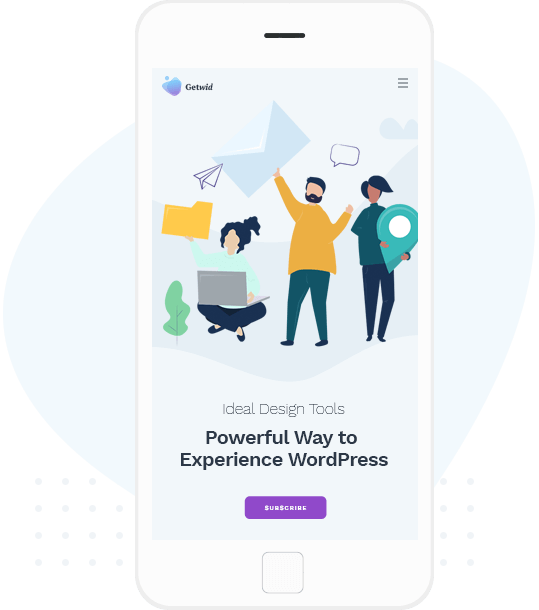 Getwid
Ideal Design Tools
Powerful Way to
Experience WordPress
SUBSCRIBE